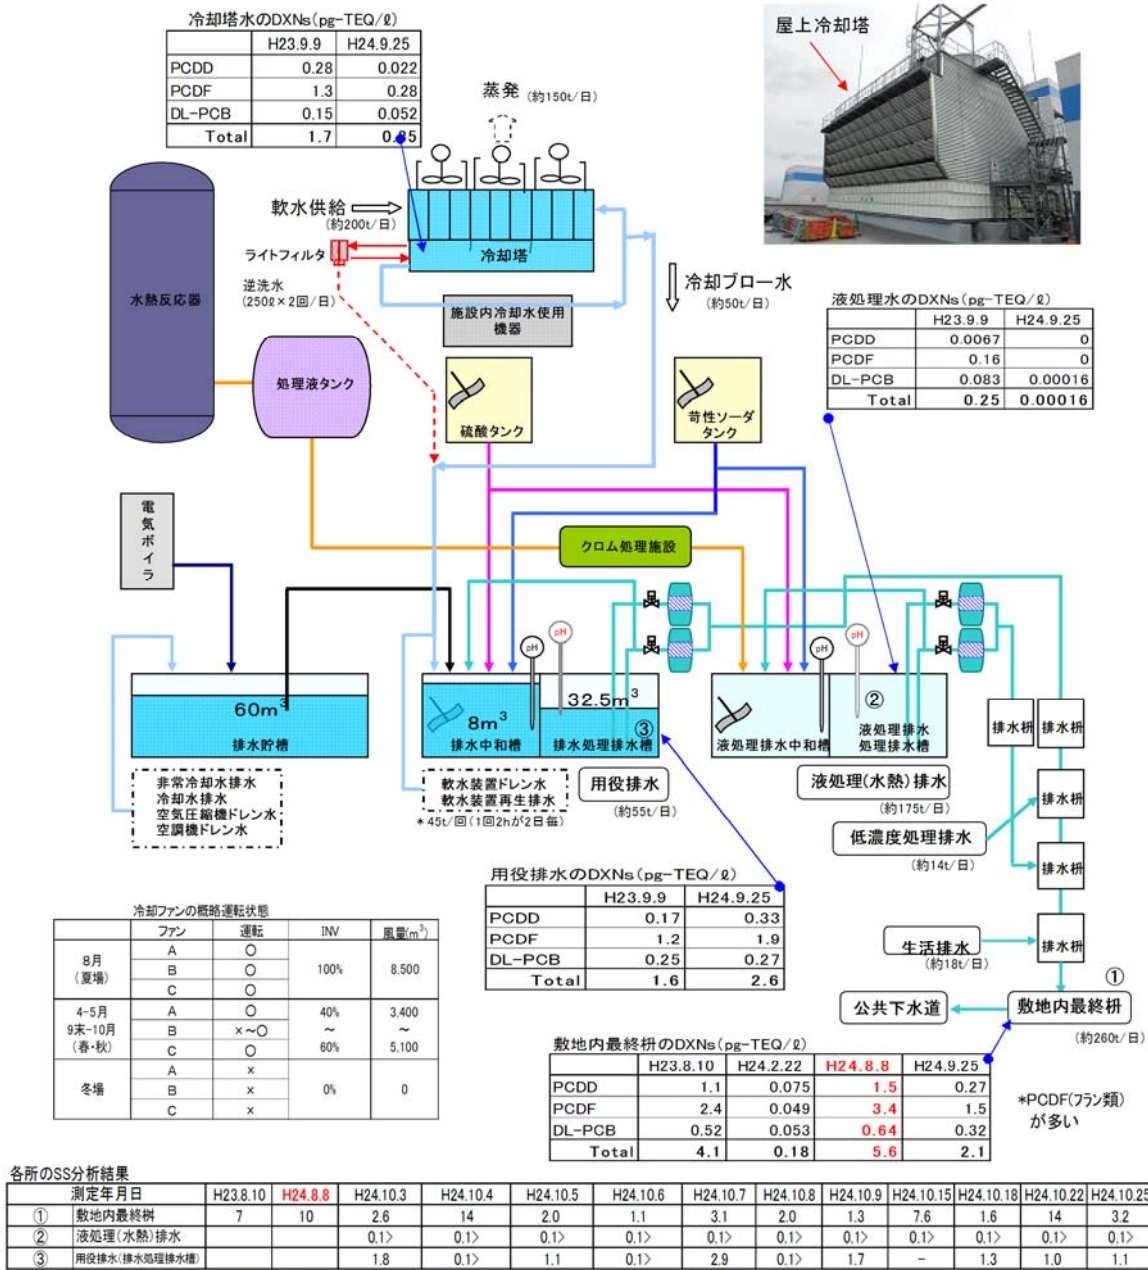 冷却塔水のDXNs(pg-TEQ/ℓ)
H23.9.9 H24.9.25
PCDD 0.28 0.022
PCDF 1.3 0.28
DL-PCB 0.15 0.052
Total 1.7 0.35
屋上冷却塔
蒸発 (約150t/日)
軟水供給
(約200t/日)
ライトフィルタ
冷却塔
逆洗水
(250ℓ×2回/日)
水熱反応器
施設内冷却水使用
機器
冷却ブロー水
(約50t/日)
液処理水のDXNs(pg-TEQ/ℓ)
H23.9.9 H24.9.25
PCDD 0.0067 0
PCDF 0.16 0
DL-PCB 0.083 0.00016
Total 0.25 0.00016
処理液タンク
硫酸タンク
苛性ソーダ
タンク
電気ボイラ
クロム処理施設
pH
pH
pH
pH
60m³
排水貯槽
8m³
排水中和槽
32.5m³
③
排水処理排水槽
液処理排水中和槽
②
液処理排水
処理排水槽
排水枡
排水枡
非常冷却水排水
冷却水排水
空気圧縮機ドレン水
空調機ドレン水
軟水装置ドレン水
軟水装置再生排水
*45t/回(1回2hが2日毎)
用役排水
(約55t/日)
液処理(水熱)排水
(約175t/日)
排水枡
低濃度処理排水
(約14t/日)
排水枡
用役排水のDXNs(pg-TEQ/ℓ)
H23.9.9 H24.9.25
PCDD 0.17 0.33
PCDF 1.2 1.9
DL-PCB 0.25 0.27
Total 1.6 2.6
生活排水
(約18t/日)
排水枡
①
公共下水道
敷地内最終枡
(約260t/日)
冷却ファンの概略運転状態
ファン 運転 INV 風量(m³)
8月
(夏場) A ○ 100% 8,500
B ○
C ○
4-5月
9末-10月
(春・秋) A ○ 40% 3,400
B ×~○ ~ ~
C ○ 60% 5,100
冬場 A × 0% 0
B ×
C ×
敷地内最終枡のDXNs(pg-TEQ/ℓ)
H23.8.10 H24.2.22 H24.8.8 H24.9.25
PCDD 1.1 0.075 1.5 0.27
PCDF 2.4 0.049 3.4 1.5
DL-PCB 0.52 0.053 0.64 0.32
Total 4.1 0.18 5.6 2.1
*PCDF(フラン類)
が多い
各所のSS分析結果
測定年月日 H23.8.10 H24.8.8 H24.10.3 H24.10.4 H24.10.5 H24.10.6 H24.10.7 H24.10.8 H24.10.9 H24.10.15 H24.10.18 H24.10.22 H24.10.25
① 敷地内最終桝 7 10 2.6 14 2.0 1.1 3.1 2.0 1.3 7.6 1.6 14 3.2
② 液処理(水熱)排水 0.1> 0.1> 0.1> 0.1> 0.1> 0.1> 0.1> 0.1> 0.1> 0.1> 0.1>
③ 用役排水(排水処理排水槽) 1.8 0.1> 1.1 0.1> 2.9 0.1> 1.7 - 1.3 1.0 1.1